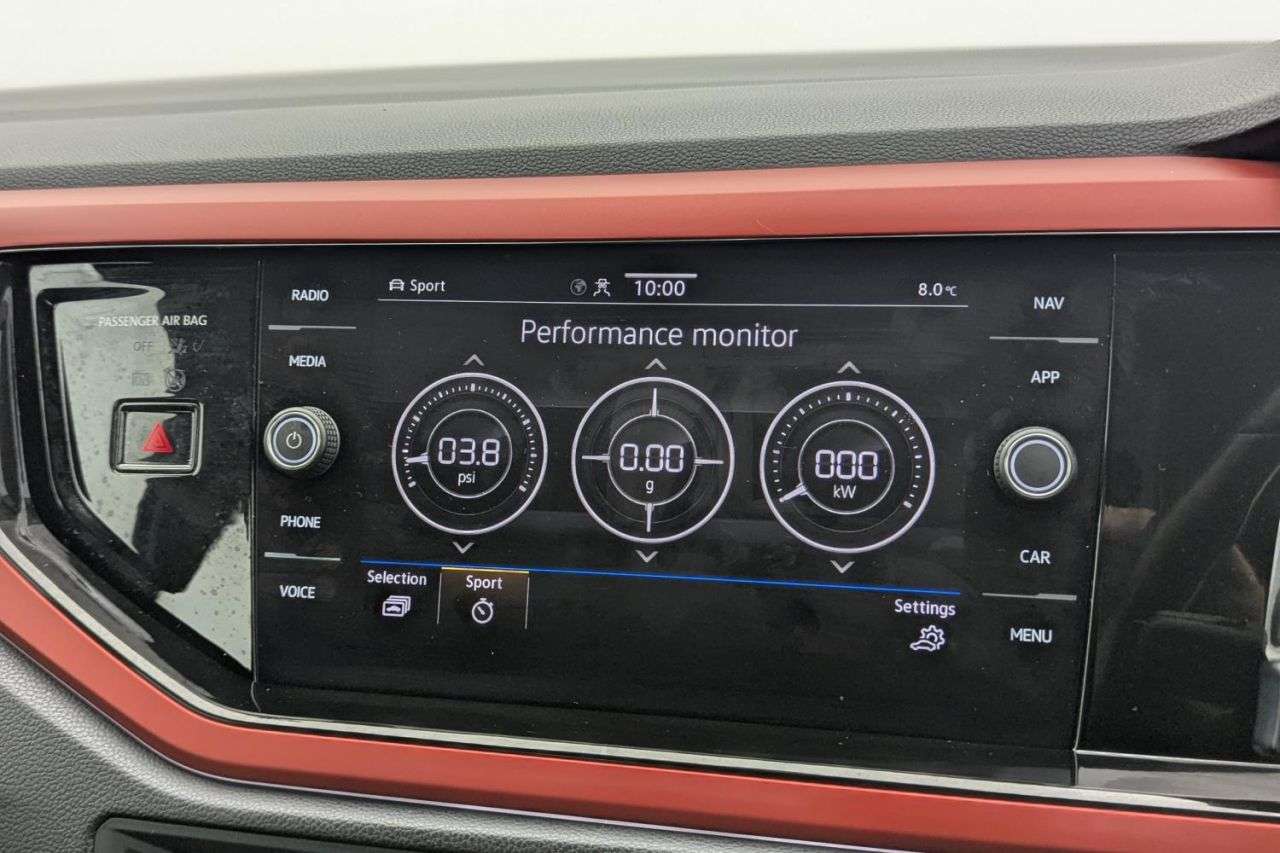 PASSENGER AIR BAG
OFF
RADIO
MEDIA
PHONE
VOICE
Sport
10:00
8.0°C
Performance monitor
03.8
psi
0.00
g
000
kW
Selection
Sport
Settings
NAV
APP
CAR
MENU